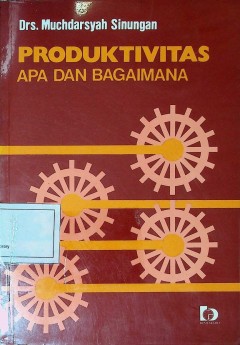 Drs. Muchdarsyah Sinungan
PRODUKTIVITAS
APA DAN BAGAIMANA